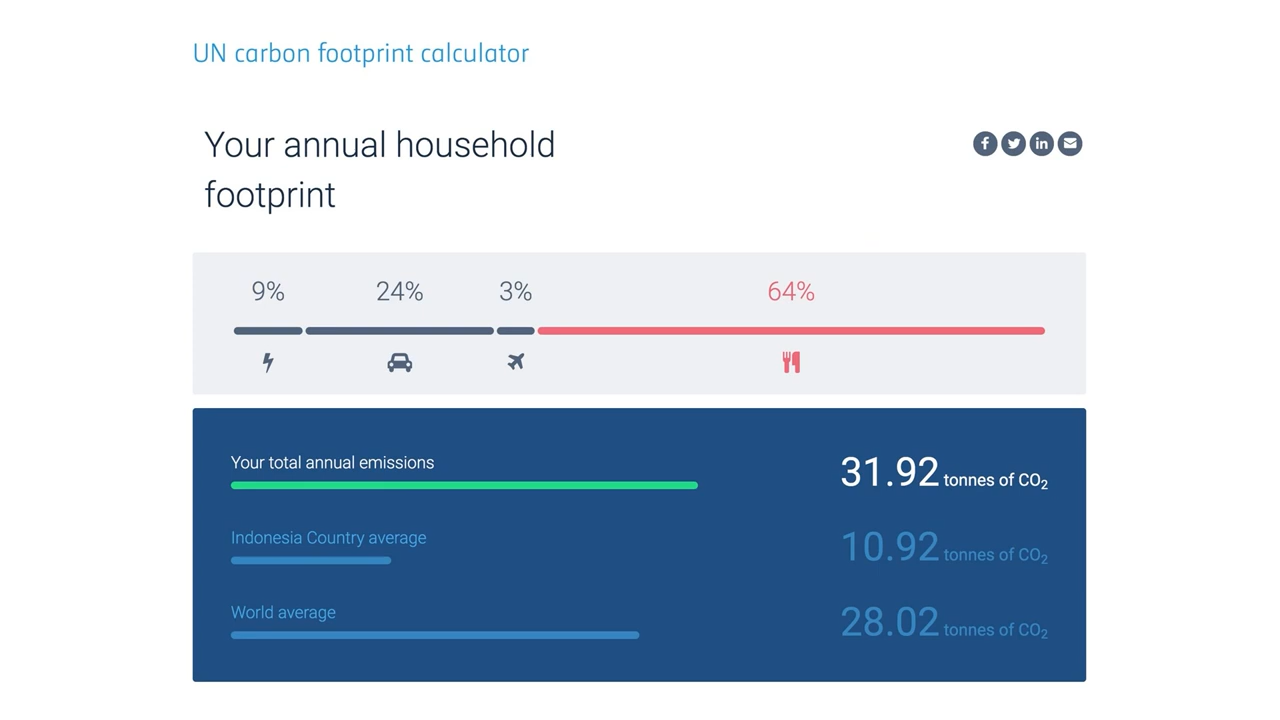 UN carbon footprint calculator
Your annual household
footprint
9% 24% 3% 64%
Your total annual emissions 31.92 tonnes of CO₂
Indonesia Country average 10.92 tonnes of CO₂
World average 28.02 tonnes of CO₂